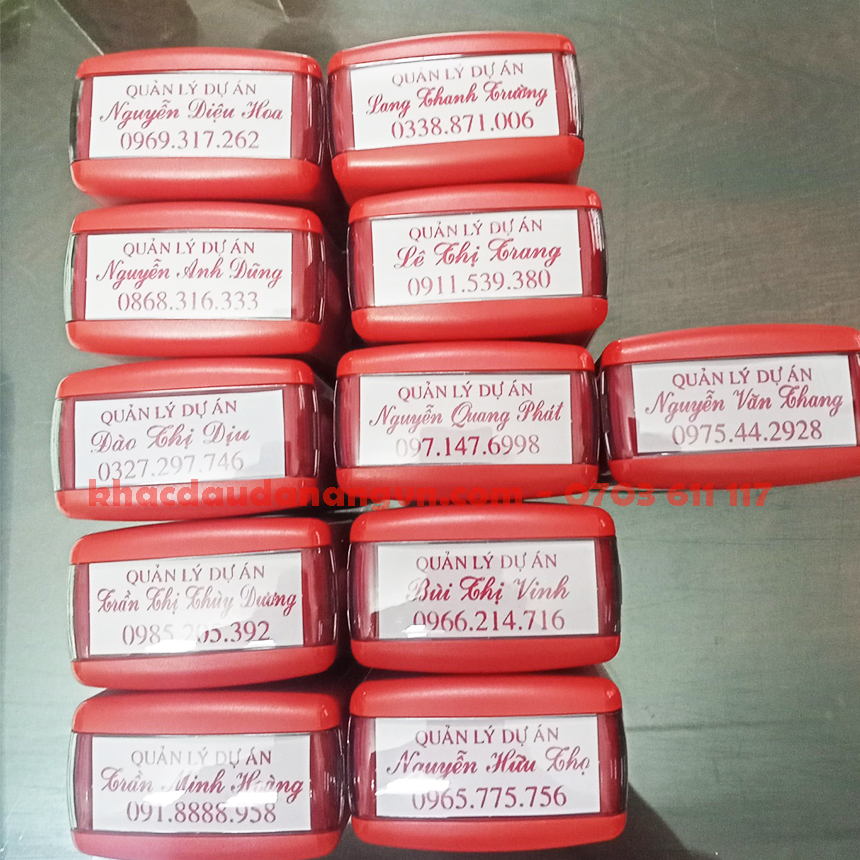 QUẢN LÝ DỰ ÁN
Nguyễn Diệu Hoa
0969.317.262
QUẢN LÝ DỰ ÁN
Lang Thanh Trường
0338.871.006
QUẢN LÝ DỰ ÁN
Nguyễn Anh Dũng
0868.316.333
QUẢN LÝ DỰ ÁN
Lê Thị Trang
0911.539.380
QUẢN LÝ DỰ ÁN
Đào Thị Dịu
0327.297.746
QUẢN LÝ DỰ ÁN
Nguyễn Quang Phát
097.147.6998
QUẢN LÝ DỰ ÁN
Nguyễn Văn Thang
0975.44.2928
khacdaudanangvn.com - 0703 611 117
QUẢN LÝ DỰ ÁN
Trần Thị Thùy Dương
0985.205.392
QUẢN LÝ DỰ ÁN
Bùi Thị Vinh
0966.214.716
QUẢN LÝ DỰ ÁN
Trần Minh Hoàng
091.8888.958
QUẢN LÝ DỰ ÁN
Nguyễn Hữu Thọ
0965.775.756